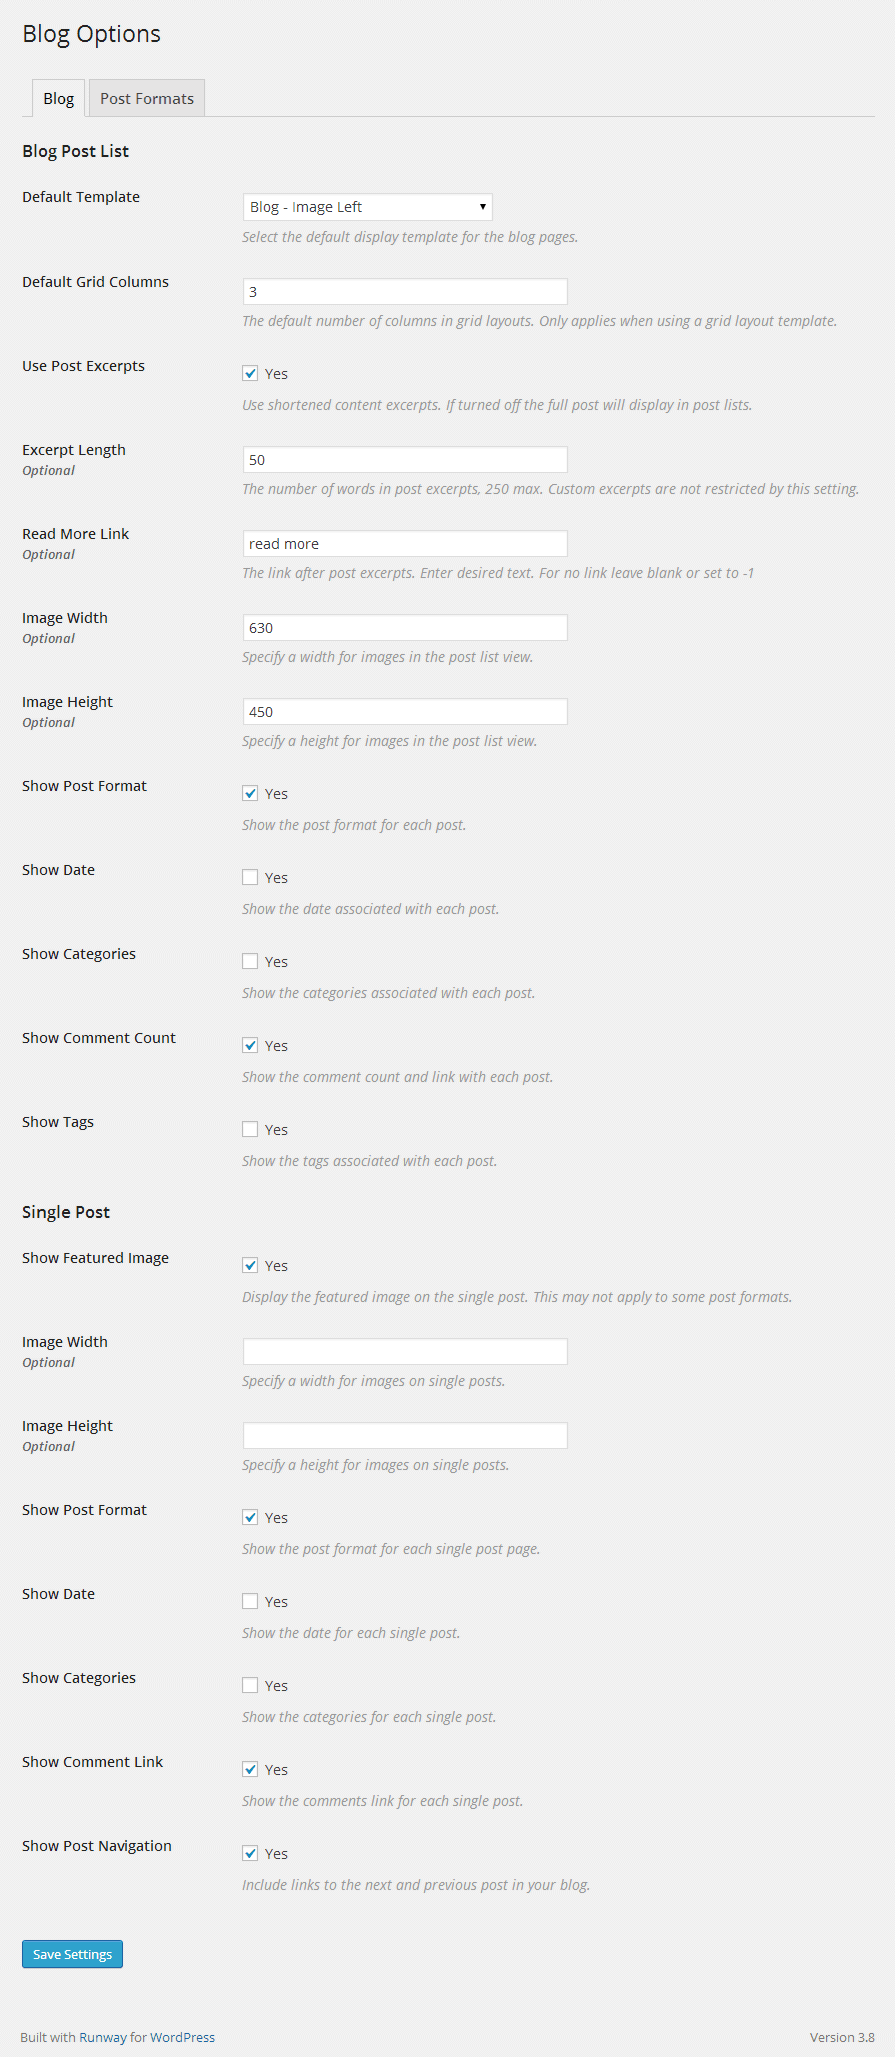 Blog Options
Blog
Post Formats
Blog Post List
Default Template
Blog - Image Left
Select the default display template for the blog pages.
Default Grid Columns
3
The default number of columns in grid layouts. Only applies when using a grid layout template.
Use Post Excerpts
Yes
Use shortened content excerpts. If turned off the full post will display in post lists.
Excerpt Length
Optional
50
The number of words in post excerpts, 250 max. Custom excerpts are not restricted by this setting.
Read More Link
Optional
read more
The link after post excerpts. Enter desired text. For no link leave blank or set to -1
Image Width
Optional
630
Specify a width for images in the post list view.
Image Height
Optional
450
Specify a height for images in the post list view.
Show Post Format
Yes
Show the post format for each post.
Show Date
Yes
Show the date associated with each post.
Show Categories
Yes
Show the categories associated with each post.
Show Comment Count
Yes
Show the comment count and link with each post.
Show Tags
Yes
Show the tags associated with each post.
Single Post
Show Featured Image
Yes
Display the featured image on the single post. This may not apply to some post formats.
Image Width
Optional
Specify a width for images on single posts.
Image Height
Optional
Specify a height for images on single posts.
Show Post Format
Yes
Show the post format for each single post page.
Show Date
Yes
Show the date for each single post.
Show Categories
Yes
Show the categories for each single post.
Show Comment Link
Yes
Show the comments link for each single post.
Show Post Navigation
Yes
Include links to the next and previous post in your blog.
Save Settings
Built with Runway for WordPress
Version 3.8